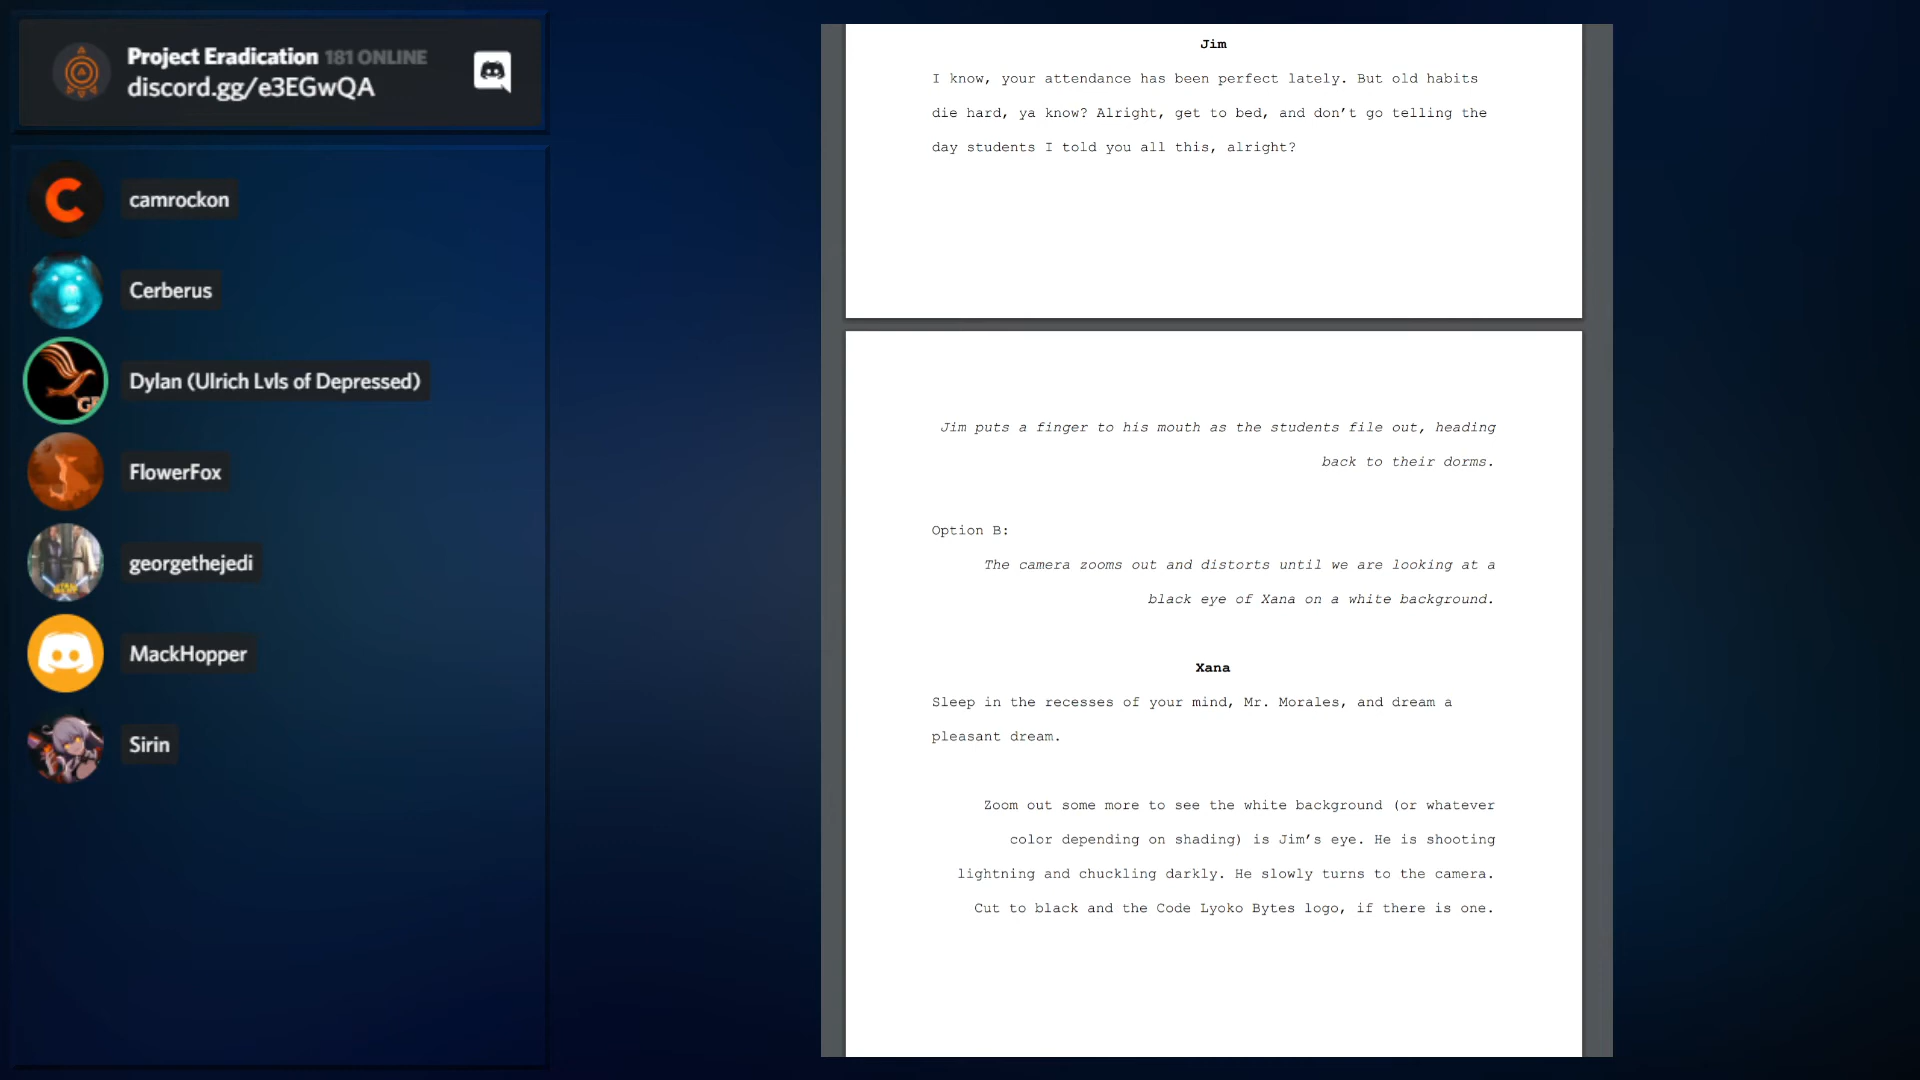 Project Eradication 181 ONLINE
discord.gg/e3EGwQA
camrockon
Cerberus
Dylan (Ulrich Lvls of Depressed)
FlowerFox
georgethejedi
MackHopper
Sirin
Jim
I know, your attendance has been perfect lately. But old habits
die hard, ya know? Alright, get to bed, and don’t go telling the
day students I told you all this, alright?
Jim puts a finger to his mouth as the students file out, heading
back to their dorms.
Option B:
The camera zooms out and distorts until we are looking at a
black eye of Xana on a white background.
Xana
Sleep in the recesses of your mind, Mr. Morales, and dream a
pleasant dream.
Zoom out some more to see the white background (or whatever
color depending on shading) is Jim’s eye. He is shooting
lightning and chuckling darkly. He slowly turns to the camera.
Cut to black and the Code Lyoko Bytes logo, if there is one.